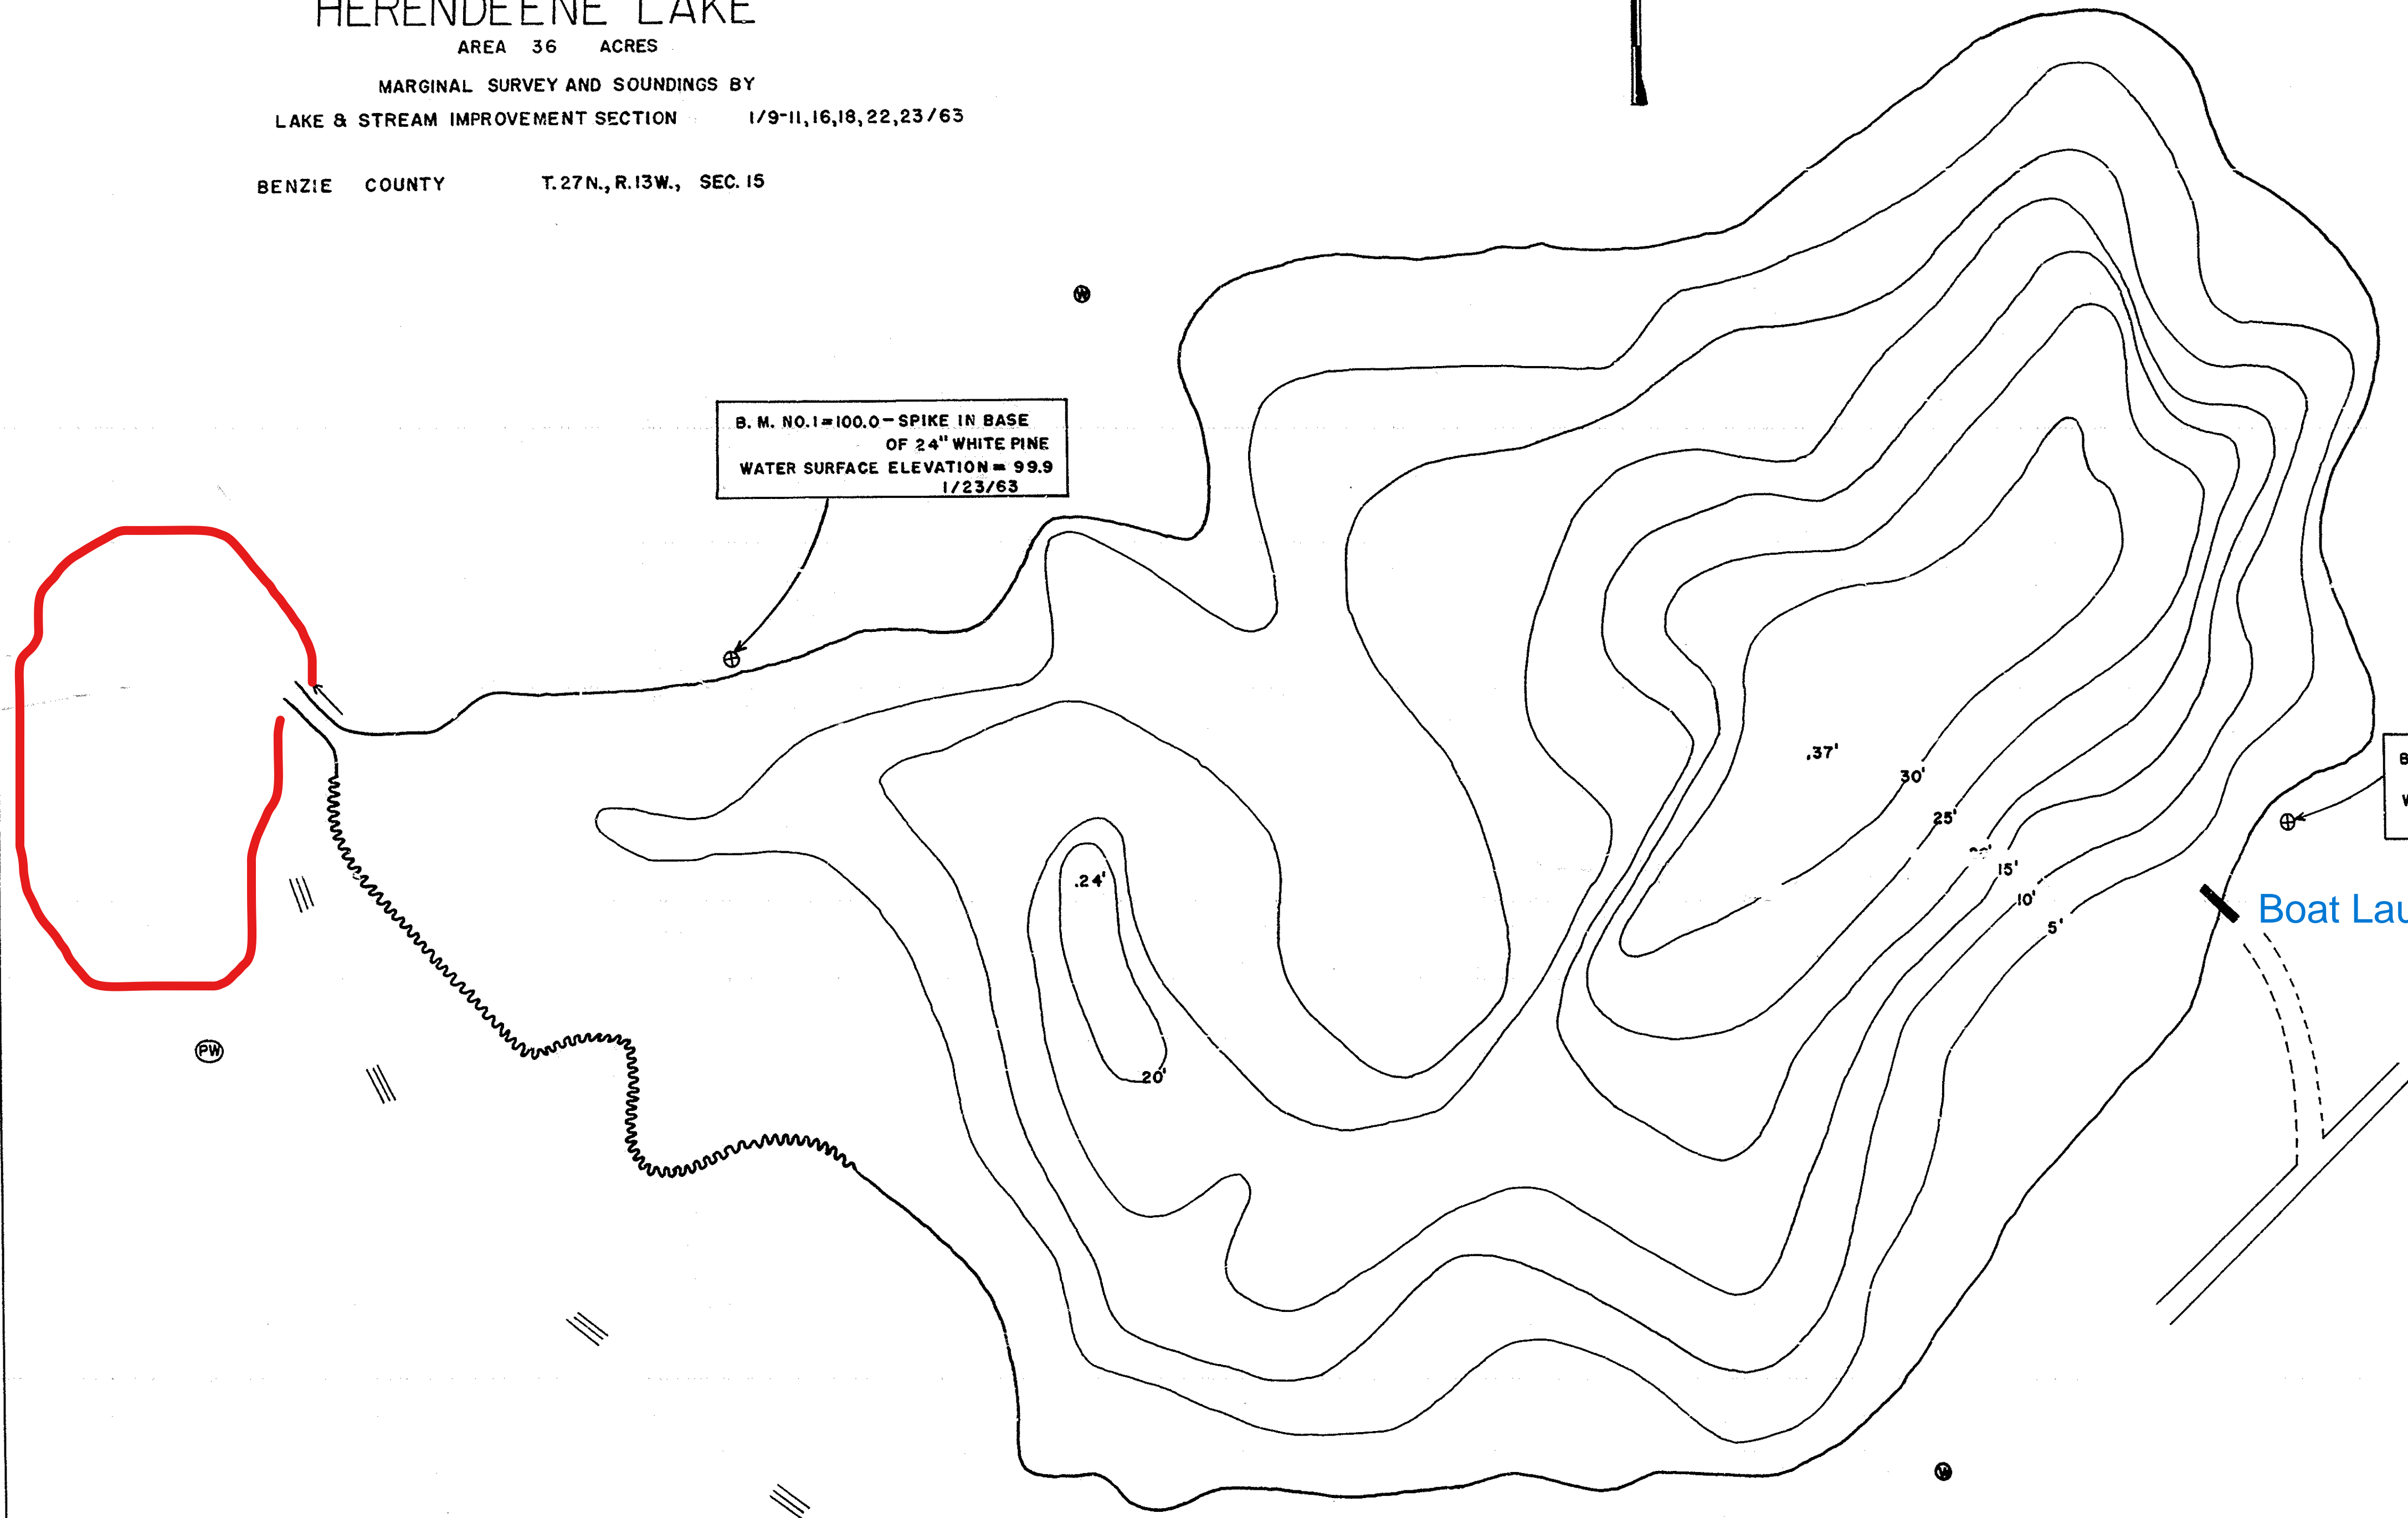 HERENDEENE LAKE
AREA 36 ACRES
MARGINAL SURVEY AND SOUNDINGS BY
LAKE & STREAM IMPROVEMENT SECTION 1/9-11,16,18,22,23/63
BENZIE COUNTY T.27N., R.13W., SEC. 15
W
B. M. NO. 1=100.0-SPIKE IN BASE
OF 24" WHITE PINE
WATER SURFACE ELEVATION = 99.9
1/23/63
.37'
30'
25'
15'
10'
5'
.24'
20'
B
W
Boat Lau
PW
W